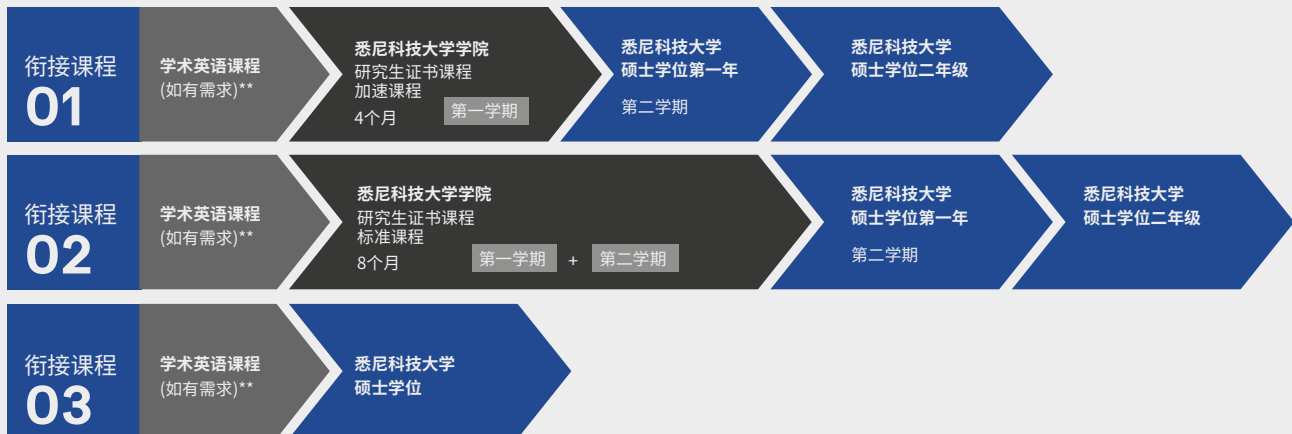 衔接课程
01
学术英语课程
(如有需求)**
悉尼科技大学学院
研究生证书课程
加速课程
4个月
第一学期
悉尼科技大学
硕士学位第一年
第二学期
悉尼科技大学
硕士学位二年级
衔接课程
02
学术英语课程
(如有需求)**
悉尼科技大学学院
研究生证书课程
标准课程
8个月
第一学期 + 第二学期
悉尼科技大学
硕士学位第一年
第二学期
悉尼科技大学
硕士学位二年级
衔接课程
03
学术英语课程
(如有需求)**
悉尼科技大学
硕士学位